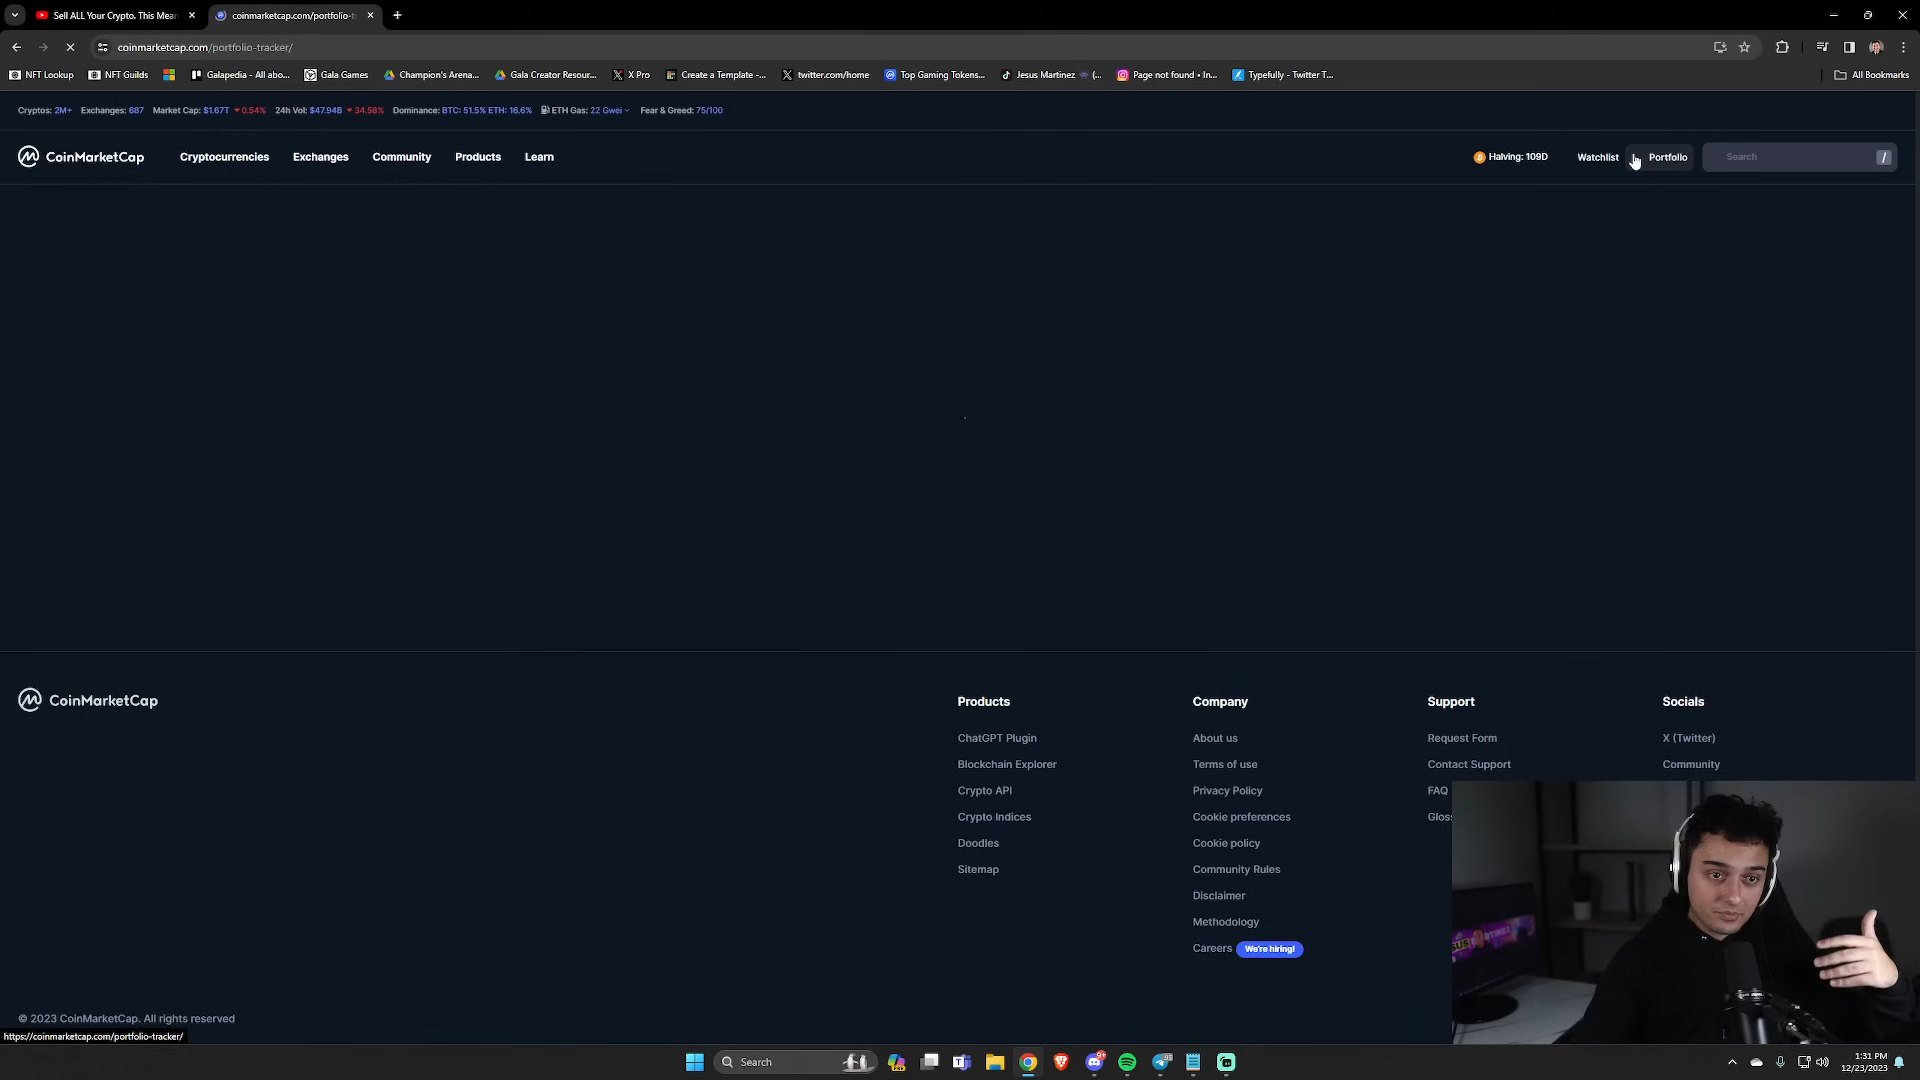 Sell ALL Your Crypto. This Mean
coinmarketcap.com/portfolio-t
coinmarketcap.com/portfolio-tracker/
NFT Lookup
NFT Guilds
Galapedia - All abo...
Gala Games
Champion's Arena...
Gala Creator Resour...
X Pro
Create a Template -...
twitter.com/home
Top Gaming Tokens...
Jesus Martinez
Page not found • In...
Typefully - Twitter T...
All Bookmarks
Cryptos: 2M+ Exchanges: 687 Market Cap: $1.67T 0.54% 24h Vol: $47.94B 34.58% Dominance: BTC: 51.5% ETH: 16.6% ETH Gas: 22 Gwei Fear & Greed: 75/100
CoinMarketCap
Cryptocurrencies
Exchanges
Community
Products
Learn
Halving: 109D
Watchlist
Portfolio
Search
/
CoinMarketCap
Products
ChatGPT Plugin
Blockchain Explorer
Crypto API
Crypto Indices
Doodles
Sitemap
Company
About us
Terms of use
Privacy Policy
Cookie preferences
Cookie policy
Community Rules
Disclaimer
Methodology
Careers We're hiring!
Support
Request Form
Contact Support
FAQ
Glos
Socials
X (Twitter)
Community
© 2023 CoinMarketCap. All rights reserved
https://coinmarketcap.com/portfolio-tracker/
Search
1:31 PM
12/23/2023